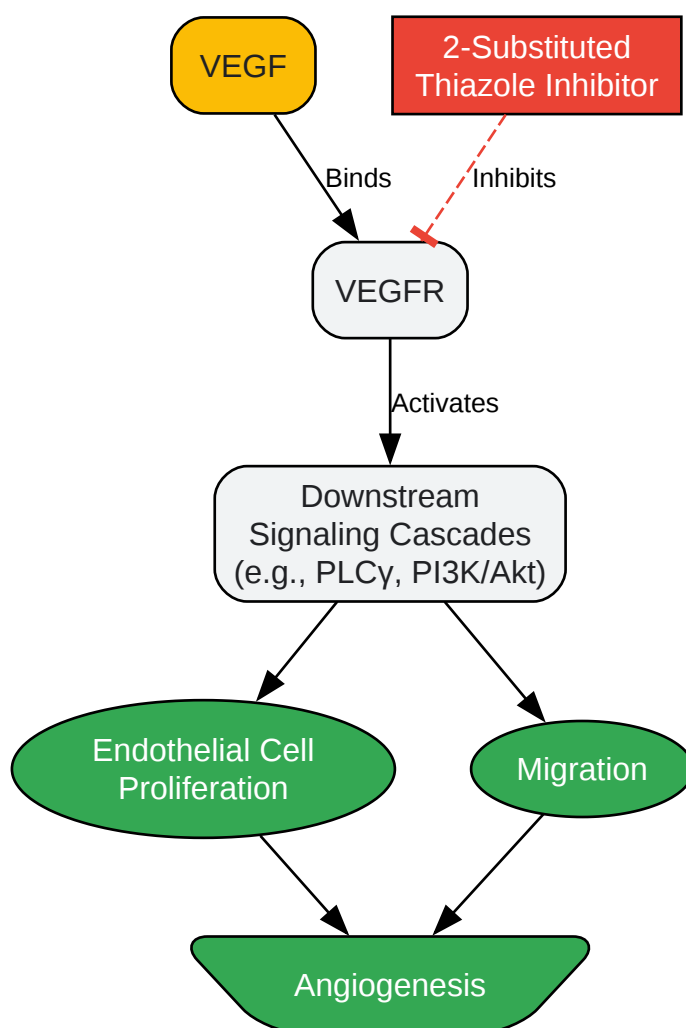 VEGF
2-Substituted
Thiazole Inhibitor
Binds
Inhibits
VEGFR
Activates
Downstream
Signaling Cascades
(e.g., PLCγ, PI3K/Akt)
Endothelial Cell
Proliferation
Migration
Angiogenesis